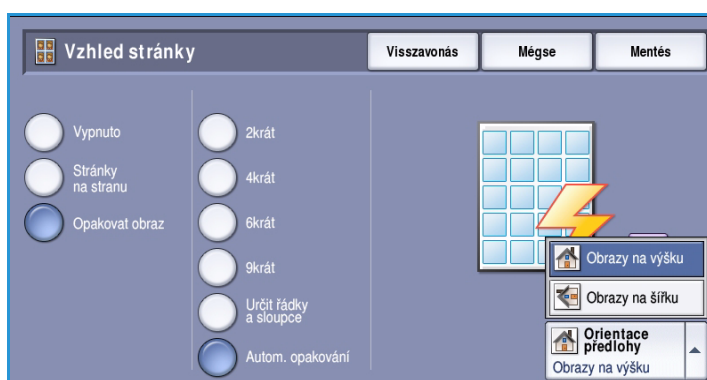 Vzhled stránky
Visszavonás
Mégse
Mentés
Vypnuto
Stránky
na stranu
Opakovat obraz
2krát
4krát
6krát
9krát
Určit řádky
a sloupce
Autom. opakování
Obrazy na výšku
Obrazy na šířku
Orientace
předlohy
Obrazy na výšku